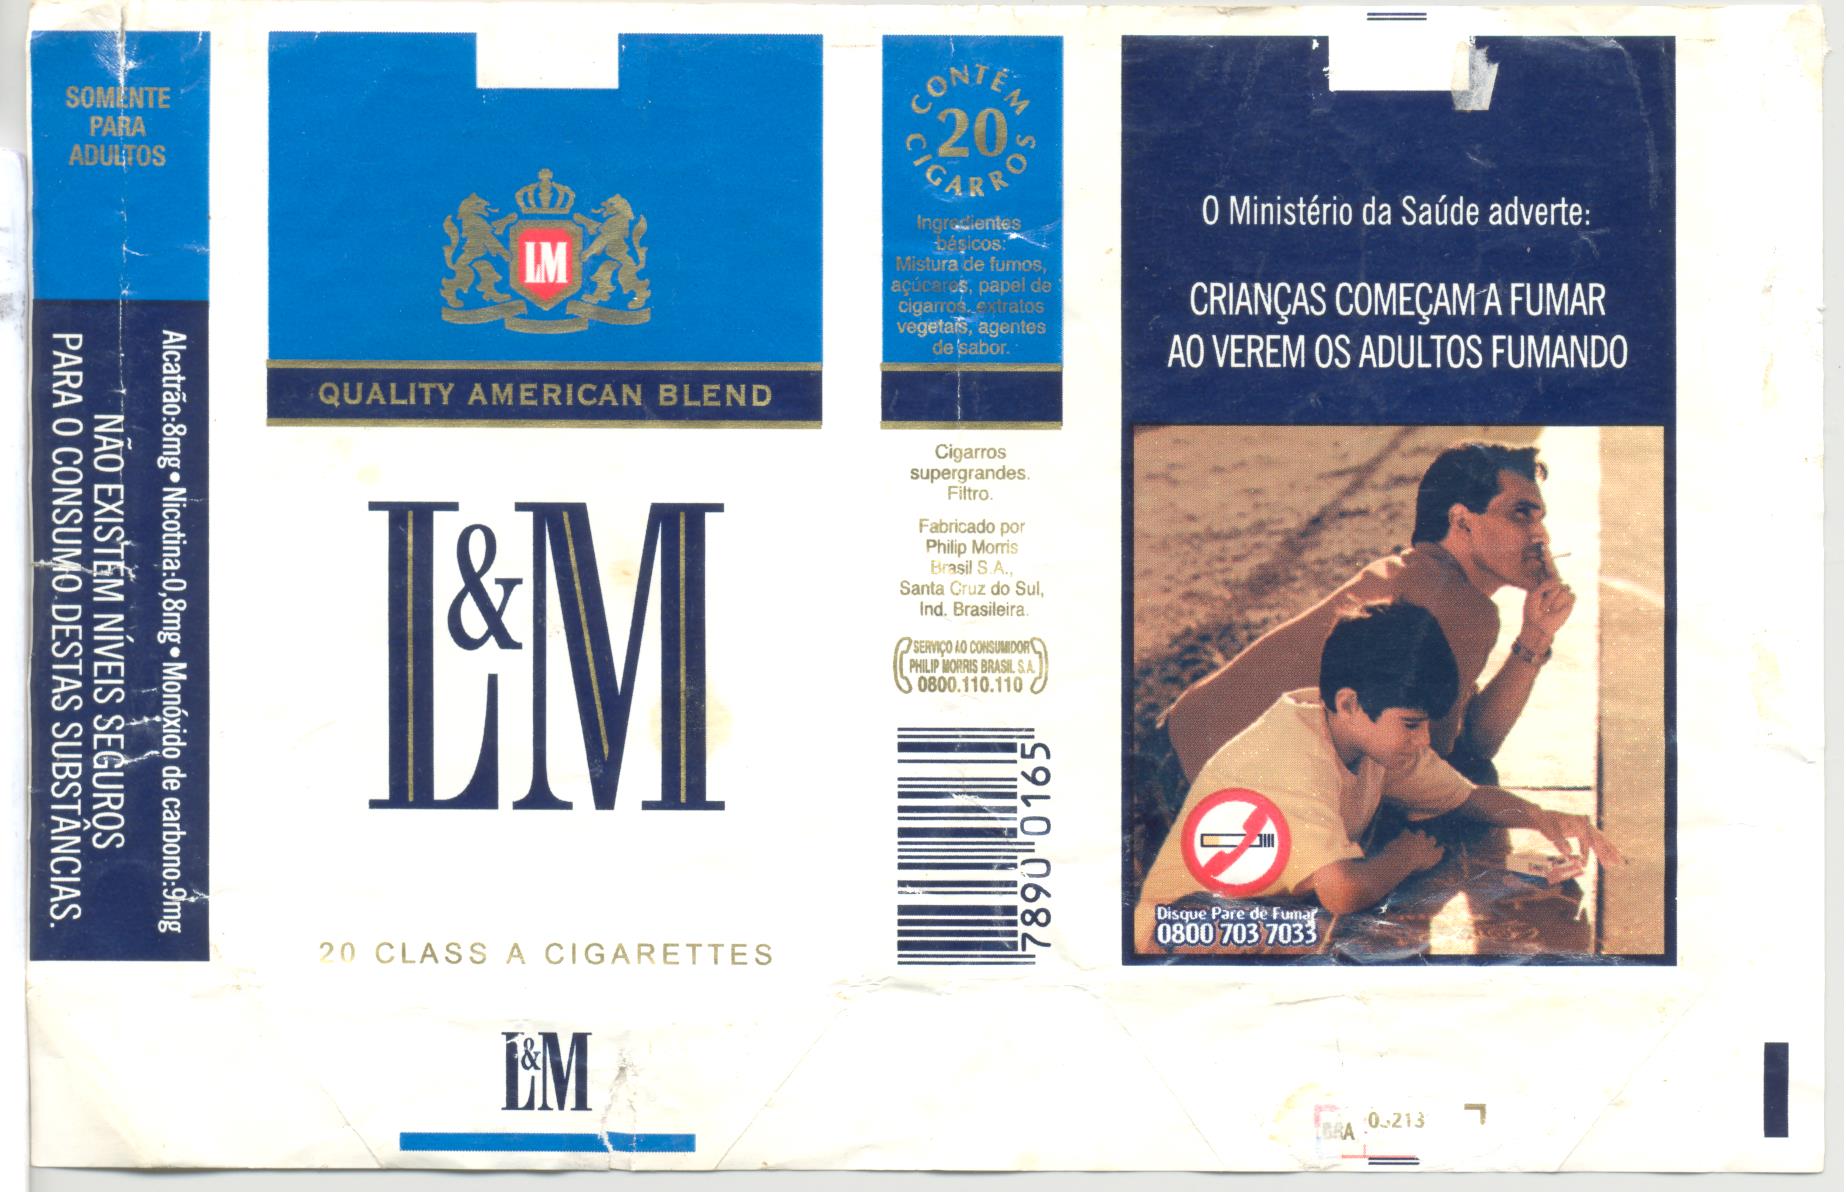 SOMENTE
PARA
ADULTOS
Alcatrão:8mg • Nicotina:0,8mg • Monóxido de carbono:9mg
NÃO EXISTEM NÍVEIS SEGUROS
PARA O CONSUMO DESTAS SUBSTÂNCIAS.
LM
QUALITY AMERICAN BLEND
L&M
20 CLASS A CIGARETTES
L&M
CONTÉM
20
CIGARROS
Ingredientes
básicos:
Mistura de fumos,
açúcares, papel de
cigarros, extratos
vegetais, agentes
de sabor.
Cigarros
supergrandes.
Filtro.
Fabricado por
Philip Morris
Brasil S.A.,
Santa Cruz do Sul,
Ind. Brasileira.
SERVIÇO AO CONSUMIDOR
PHILIP MORRIS BRASIL S.A.
0800.110.110
78900165
O Ministério da Saúde adverte:
CRIANÇAS COMEÇAM A FUMAR
AO VEREM OS ADULTOS FUMANDO
Disque Pare de Fumar
0800 703 7033